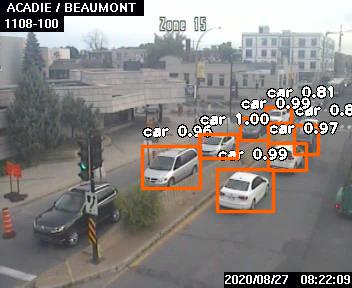 ACADIE / BEAUMONT
1108-100
Zone 15
car 0.81
car 0.99
car 1.00
car 0.96
car 0.97
car 0.99
2020/08/27 08:22:09